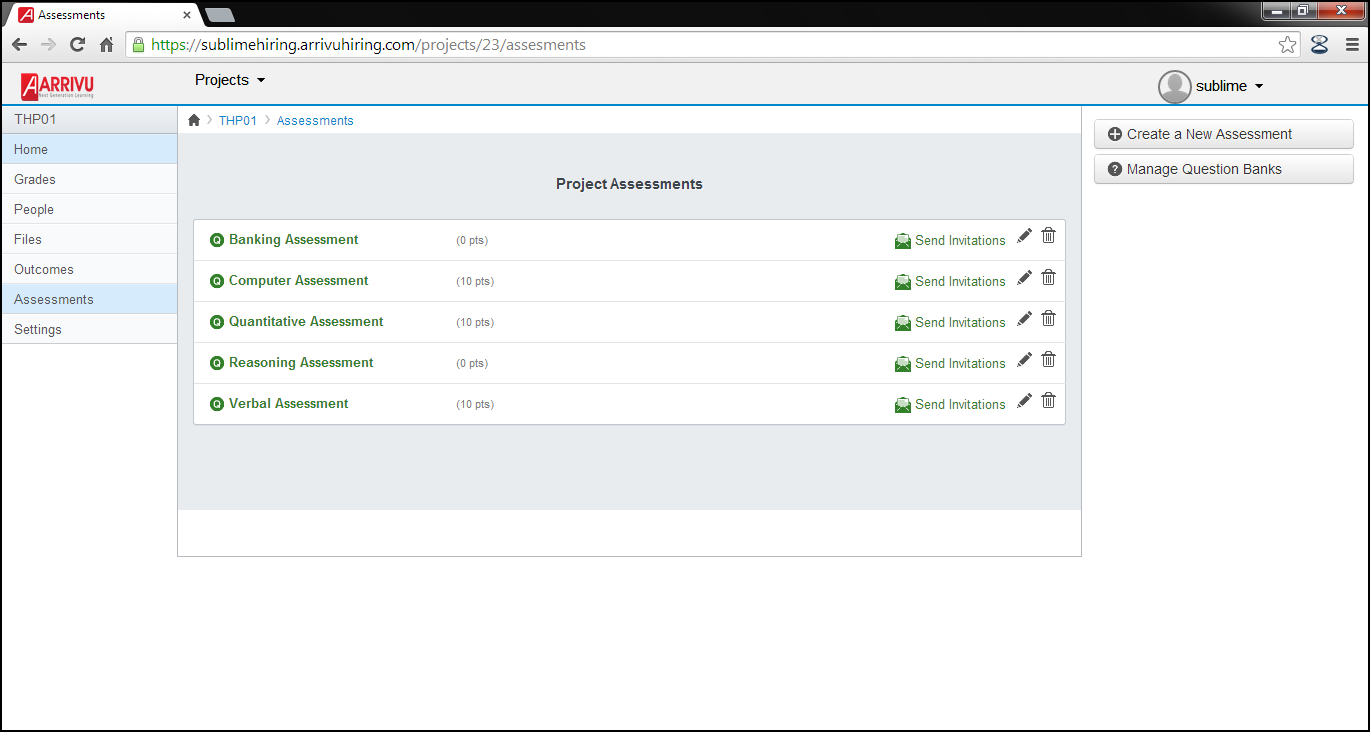 Assessments
https://sublimehiring.arrivuhiring.com/projects/23/assesments
ARRIVU
Next Generation Learning
Projects
sublime
THP01
Home
Grades
People
Files
Outcomes
Assessments
Settings
THP01 Assessments
Project Assessments
Banking Assessment (0 pts) Send Invitations
Computer Assessment (10 pts) Send Invitations
Quantitative Assessment (10 pts) Send Invitations
Reasoning Assessment (0 pts) Send Invitations
Verbal Assessment (10 pts) Send Invitations
Create a New Assessment
Manage Question Banks